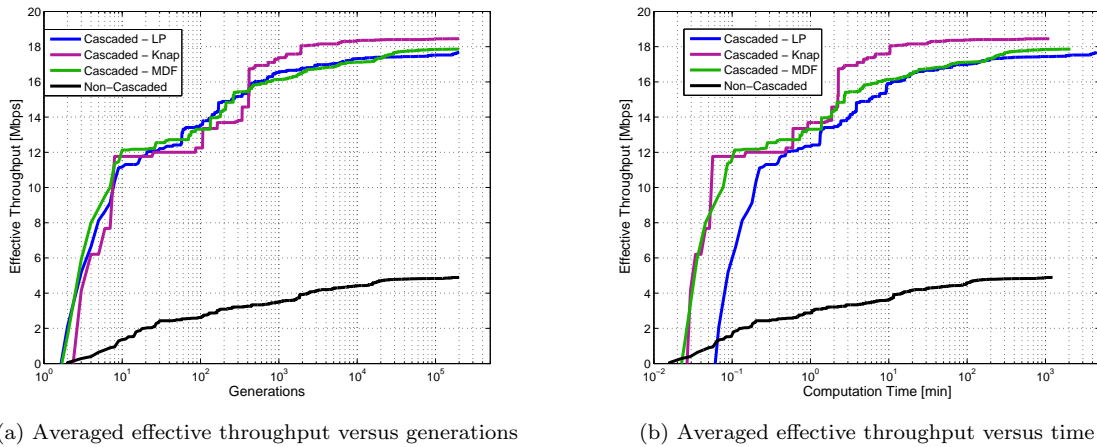 20
18
16
14
12
10
8
6
4
2
0
Effective Throughput [Mbps]
Cascaded – LP
Cascaded – Knap
Cascaded – MDF
Non–Cascaded
10^0 10^1 10^2 10^3 10^4 10^5
Generations
20
18
16
14
12
10
8
6
4
2
0
Effective Throughput [Mbps]
Cascaded – LP
Cascaded – Knap
Cascaded – MDF
Non–Cascaded
10^−2 10^−1 10^0 10^1 10^2 10^3
Computation Time [min]
(a) Averaged effective throughput versus generations
(b) Averaged effective throughput versus time